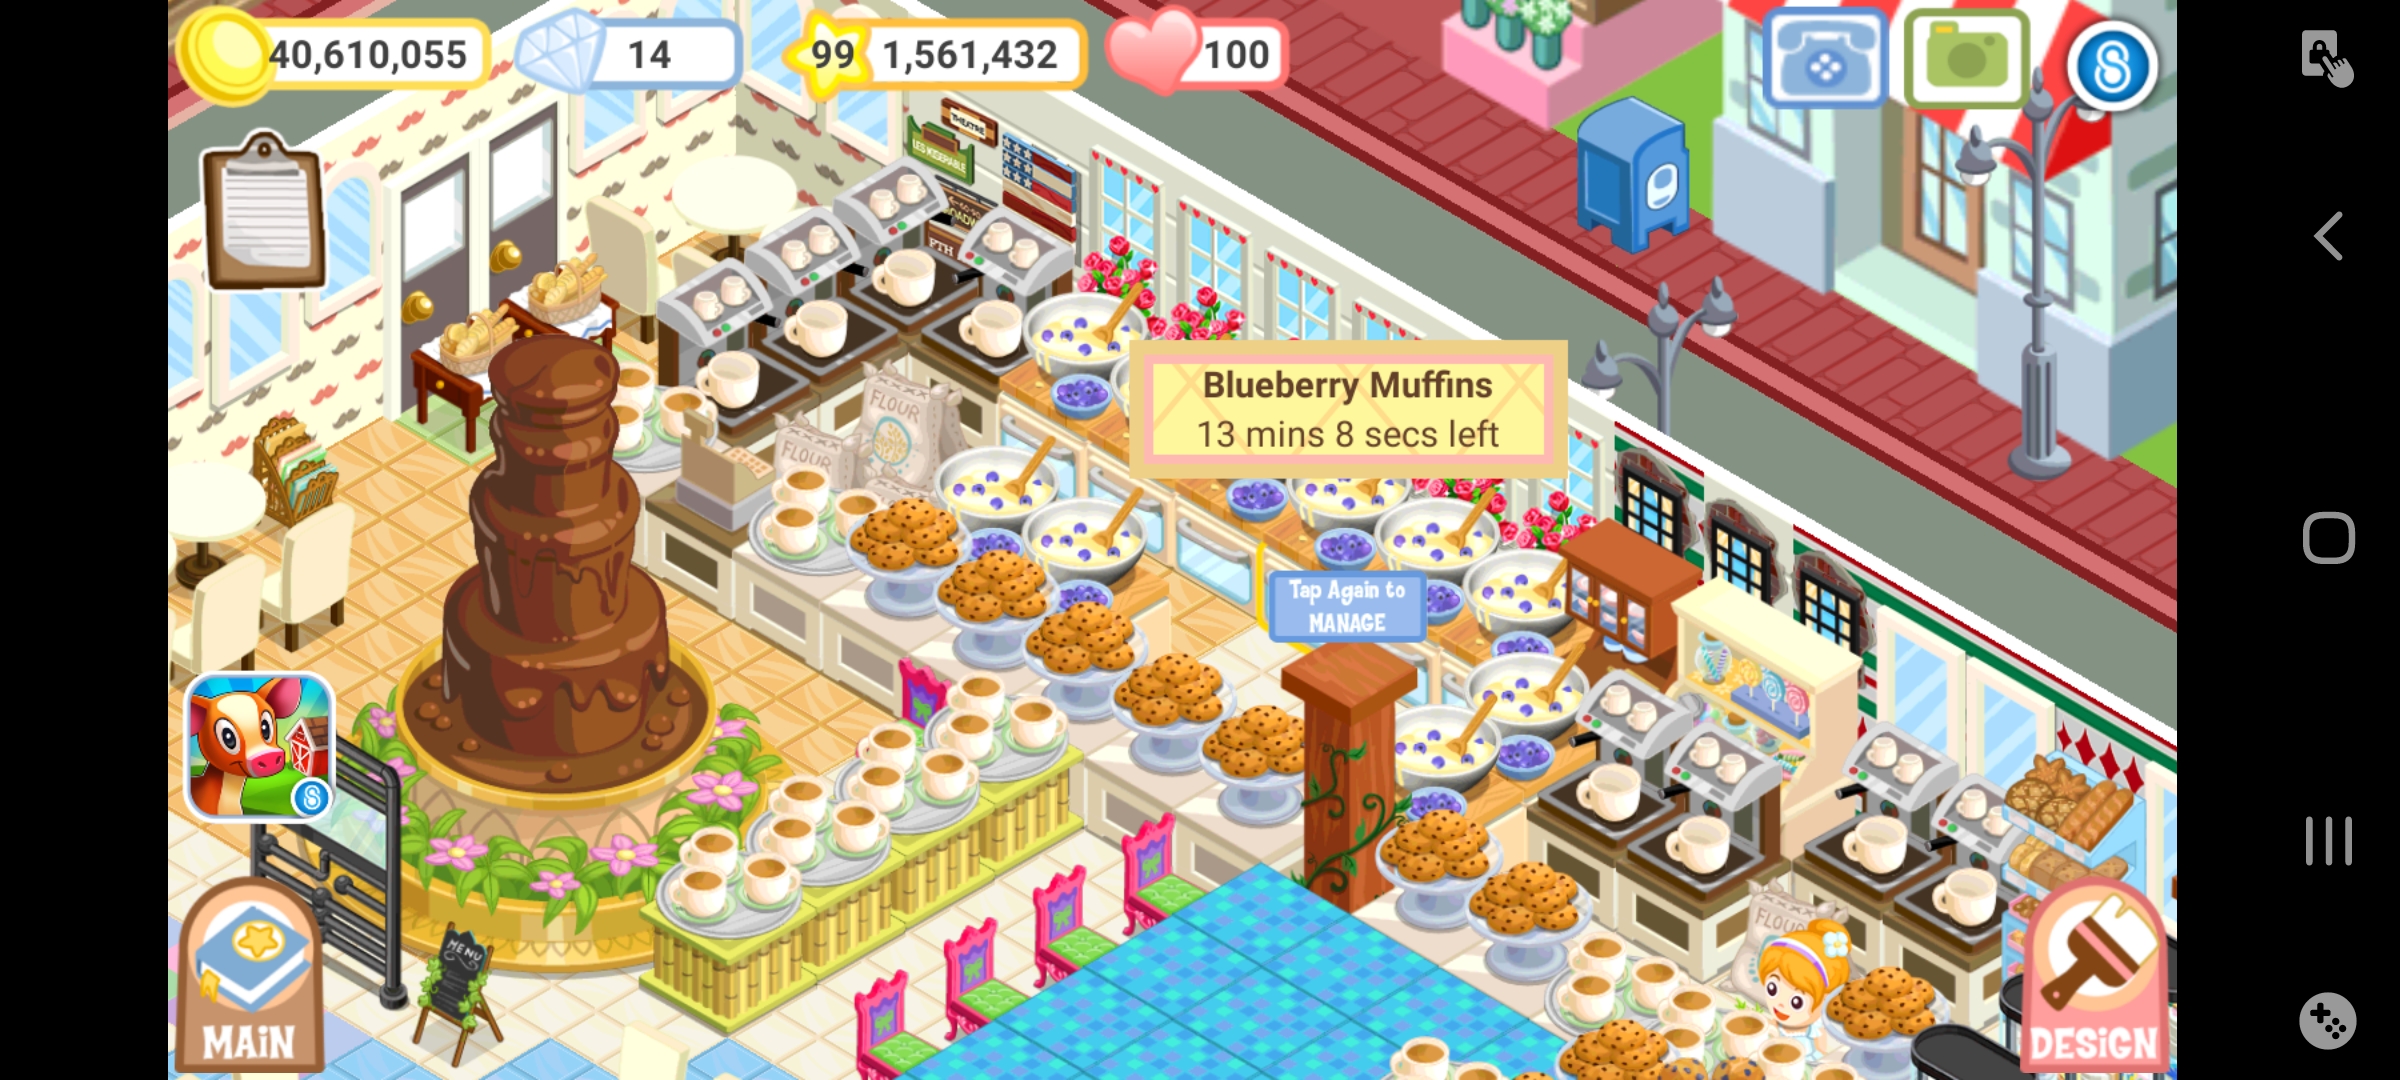 40,610,055
14
99
1,561,432
100
THEATRE
LES MISERABLE
FLOUR
FLOUR
Blueberry Muffins
13 mins 8 secs left
Tap Again to
MANAGE
MENU
FLOUR
MAiN
DESiGN